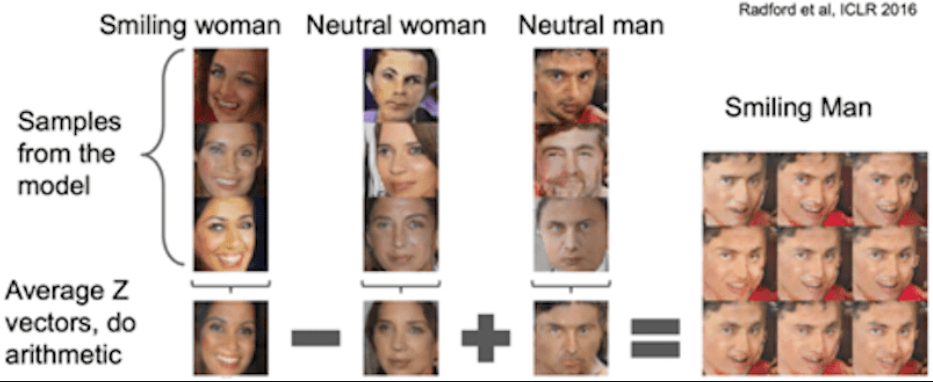 Radford et al, ICLR 2016
Smiling woman
Neutral woman
Neutral man
Samples
from the
model
Smiling Man
Average Z
vectors, do
arithmetic